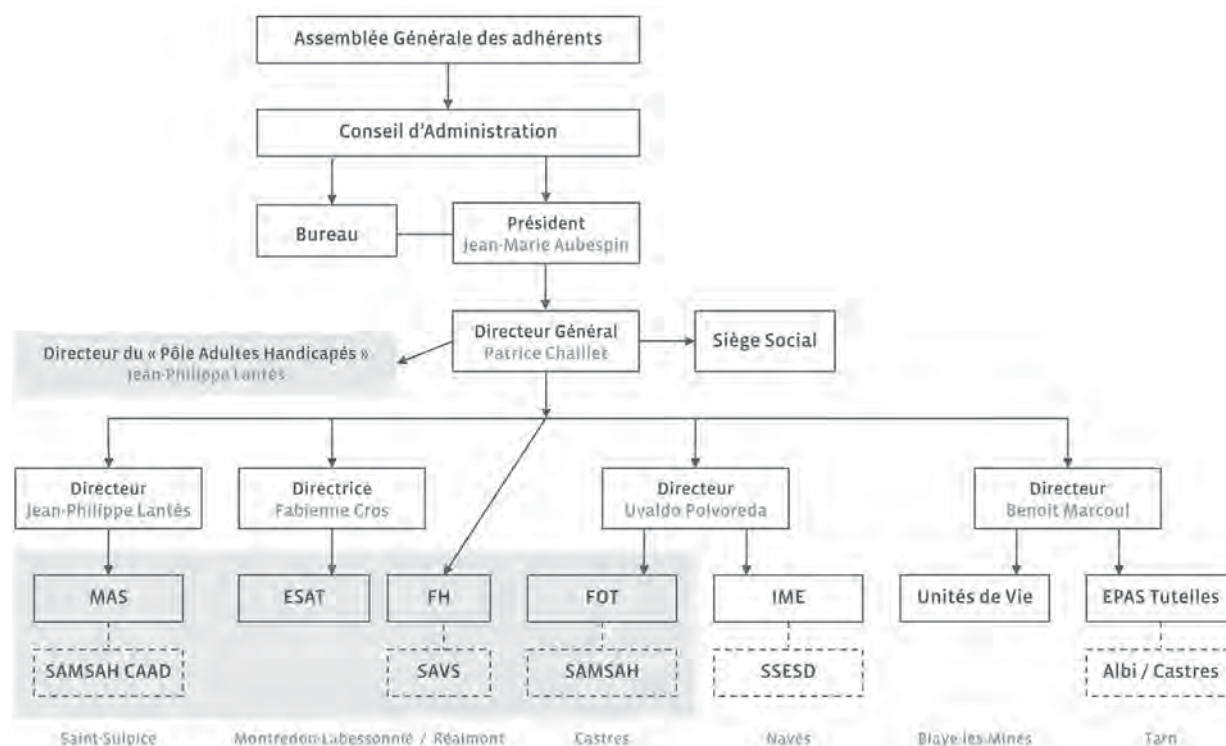 Assemblée Générale des adhérents
Conseil d'Administration
Bureau
Président
Jean-Marie Aubespin
Directeur Général
Patrice Chaillet
Siège Social
Directeur du « Pôle Adultes Handicapés »
Jean-Philippe Lantés
Directeur
Jean-Philippe Lantés
Directrice
Fabienne Gros
Directeur
Uvaldo Polvoreda
Directeur
Benoit Marcoul
MAS
ESAT
FH
FOT
IME
Unités de Vie
EPAS Tutelles
SAMSAH CAAD
SAVS
SAMSAH
SSESD
Albi / Castres
Saint-Sulpice
Montredon-Labessonnié / Réalmont
Castres
Navès
Blaye-les-Mines
Tarn